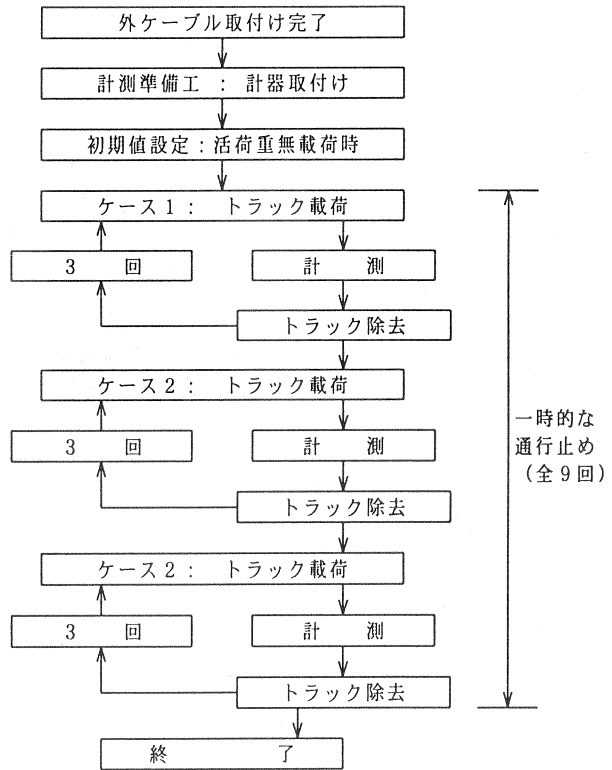 外ケーブル取付け完了
計測準備工 ： 計器取付け
初期値設定：活荷重無載荷時
ケース１： トラック載荷
３ 回
計 測
トラック除去
ケース２： トラック載荷
３ 回
計 測
トラック除去
ケース２： トラック載荷
３ 回
計 測
トラック除去
終 了
一時的な
通行止め
（全９回）